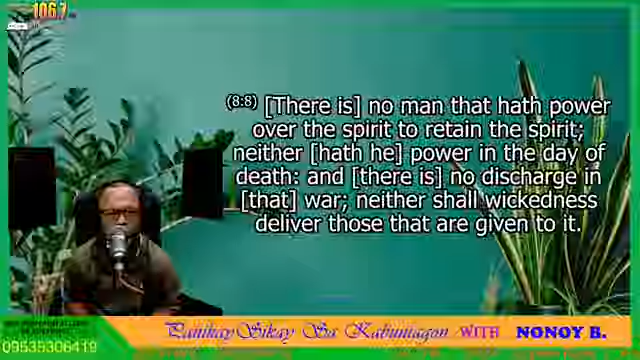 106.7
(8:8) [There is] no man that hath power
over the spirit to retain the spirit;
neither [hath he] power in the day of
death: and [there is] no discharge in
[that] war; neither shall wickedness
deliver those that are given to it.
PanihaySikay Sa Kabuntagon WITH NONOY B.
09535306419